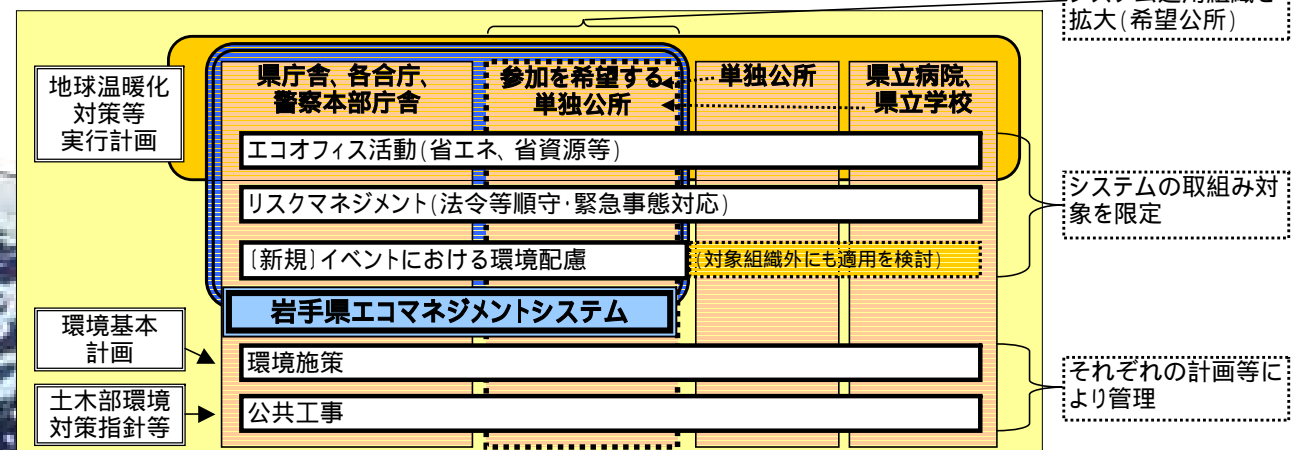 拡大(希望公所)
地球温暖化
対策等
実行計画
県庁舎、各合庁、
警察本部庁舎
参加を希望する
単独公所
単独公所
県立病院、
県立学校
エコオフィス活動(省エネ、省資源等)
リスクマネジメント(法令等順守・緊急事態対応)
〔新規〕イベントにおける環境配慮
(対象組織外にも適用を検討)
システムの取組み対
象を限定
岩手県エコマネジメントシステム
環境基本
計画
環境施策
土木部環境
対策指針等
公共工事
それぞれの計画等に
より管理